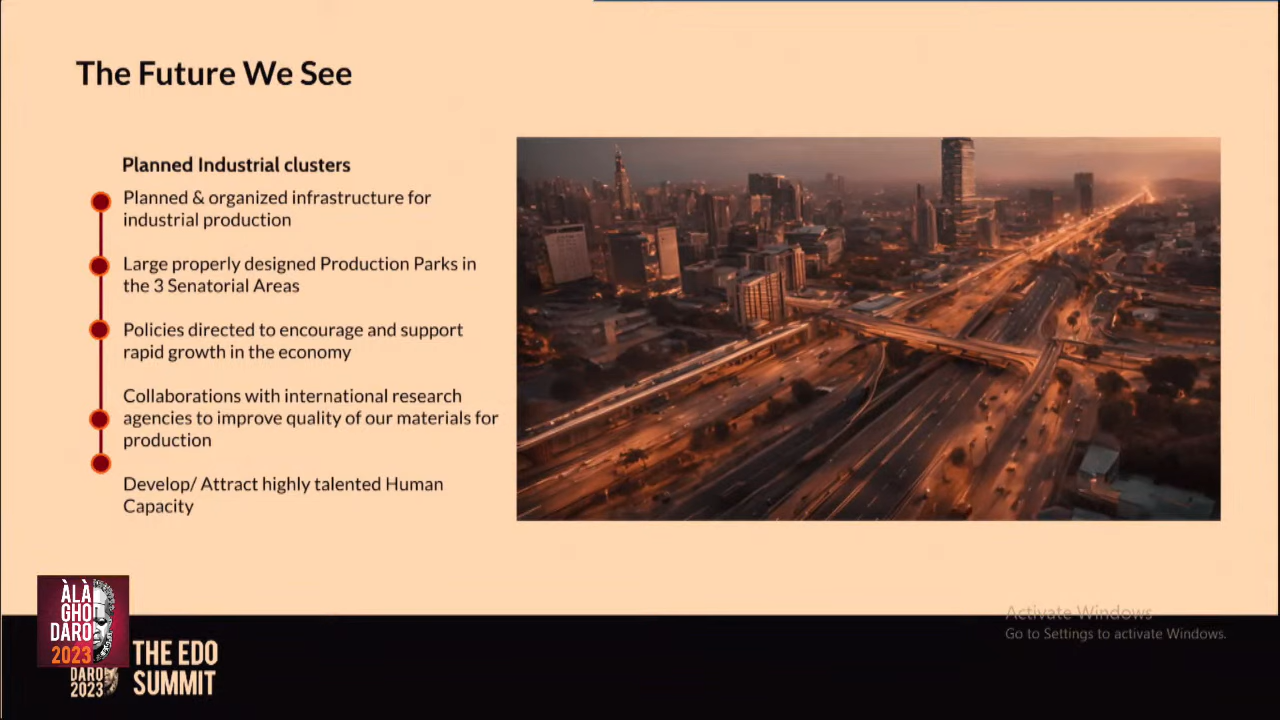 The Future We See
Planned Industrial clusters
Planned & organized infrastructure for
industrial production
Large properly designed Production Parks in
the 3 Senatorial Areas
Policies directed to encourage and support
rapid growth in the economy
Collaborations with international research
agencies to improve quality of our materials for
production
Develop/ Attract highly talented Human
Capacity
Activate Windows
Go to Settings to activate Windows.
ÀLÀ
GHO
DARO
2023
DARO
2023
THE EDO
SUMMIT